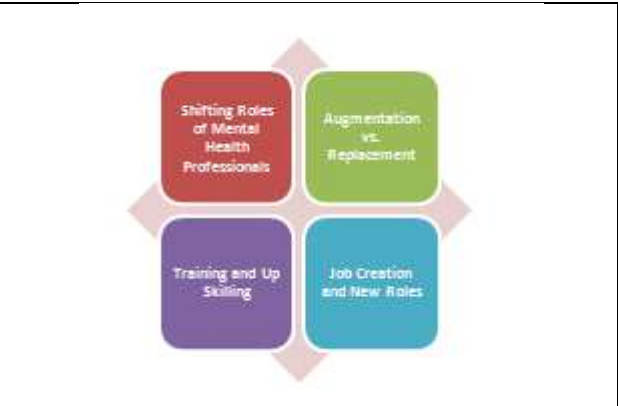 Shifting Roles
of Mental
Health
Professionals
Augmentation
vs.
Replacement
Training and Up
Skilling
Job Creation
and New Roles